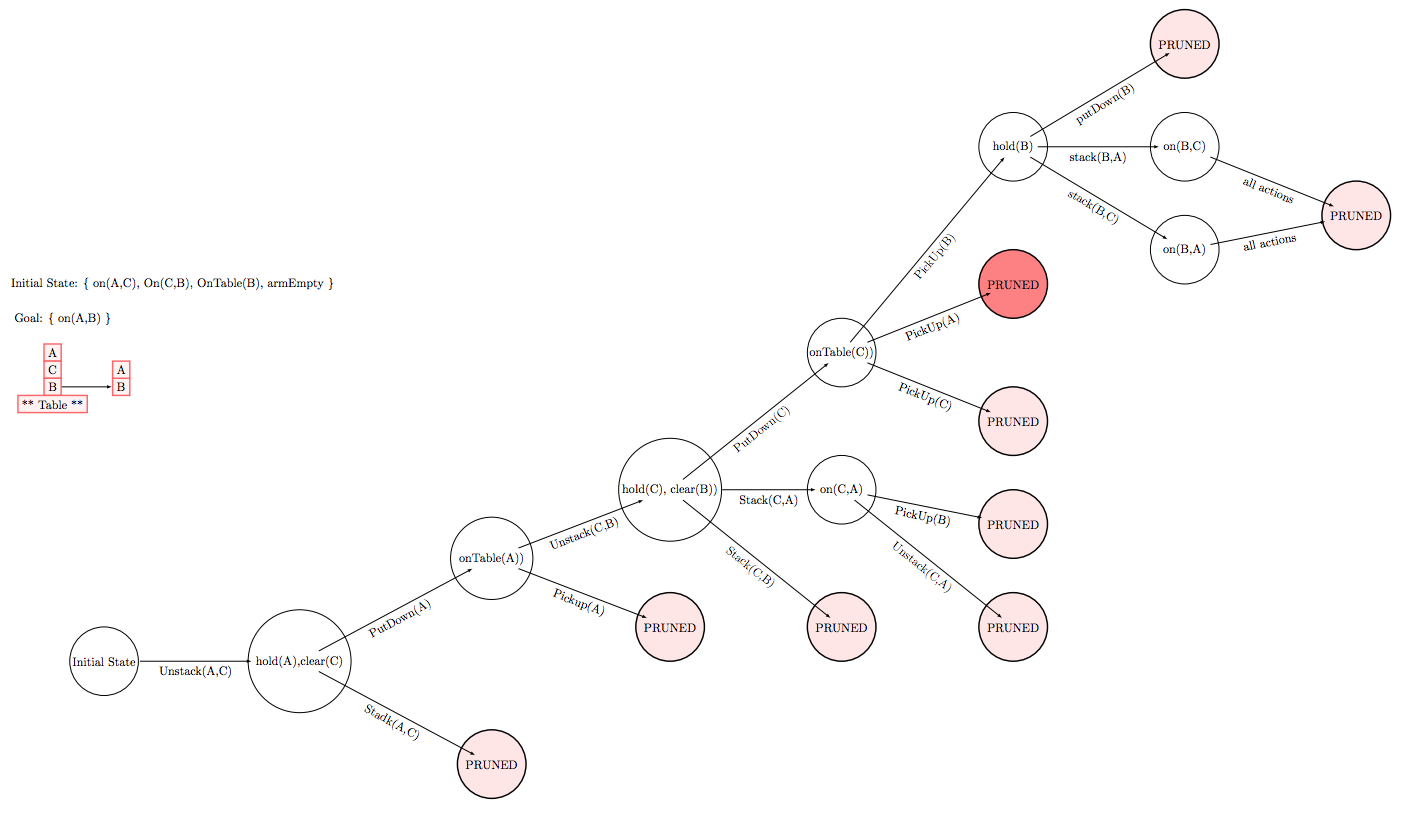 PRUNED
putDown(B)
hold(B)
stack(B,A)
on(B,C)
all actions
stack(B,C)
PRUNED
on(B,A)
all actions
PickUp(B)
Initial State: { on(A,C), On(C,B), OnTable(B), armEmpty }
PRUNED
Goal: { on(A,B) }
PickUp(A)
A
C
B
A
B
** Table **
onTable(C))
PickUp(C)
PRUNED
PutDown(C)
hold(C), clear(B))
Stack(C,A)
on(C,A)
PickUp(B)
PRUNED
Unstack(C,B)
onTable(A))
Stack(C,B)
Unstack(C,A)
Pickup(A)
PutDown(A)
PRUNED
PRUNED
PRUNED
Initial State
Unstack(A,C)
hold(A),clear(C)
Stadk(A,C)
PRUNED